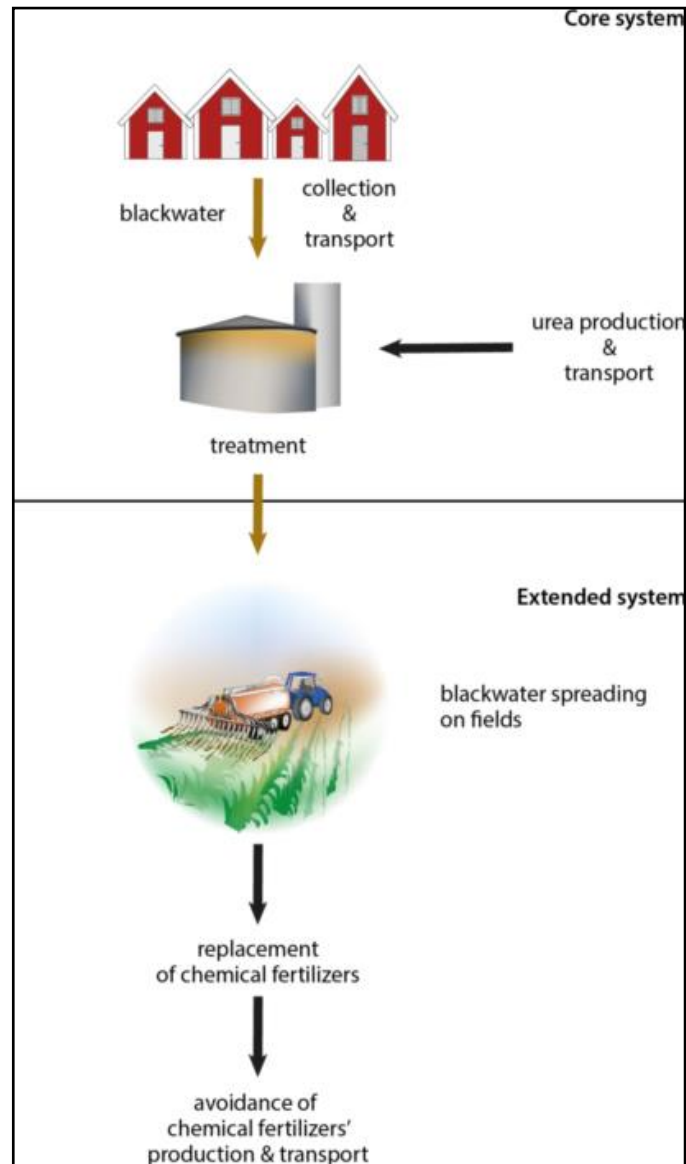 Core system
blackwater
collection
&
transport
urea production
&
transport
treatment
Extended system
blackwater spreading
on fields
replacement
of chemical fertilizers
avoidance of
chemical fertilizers'
production & transport